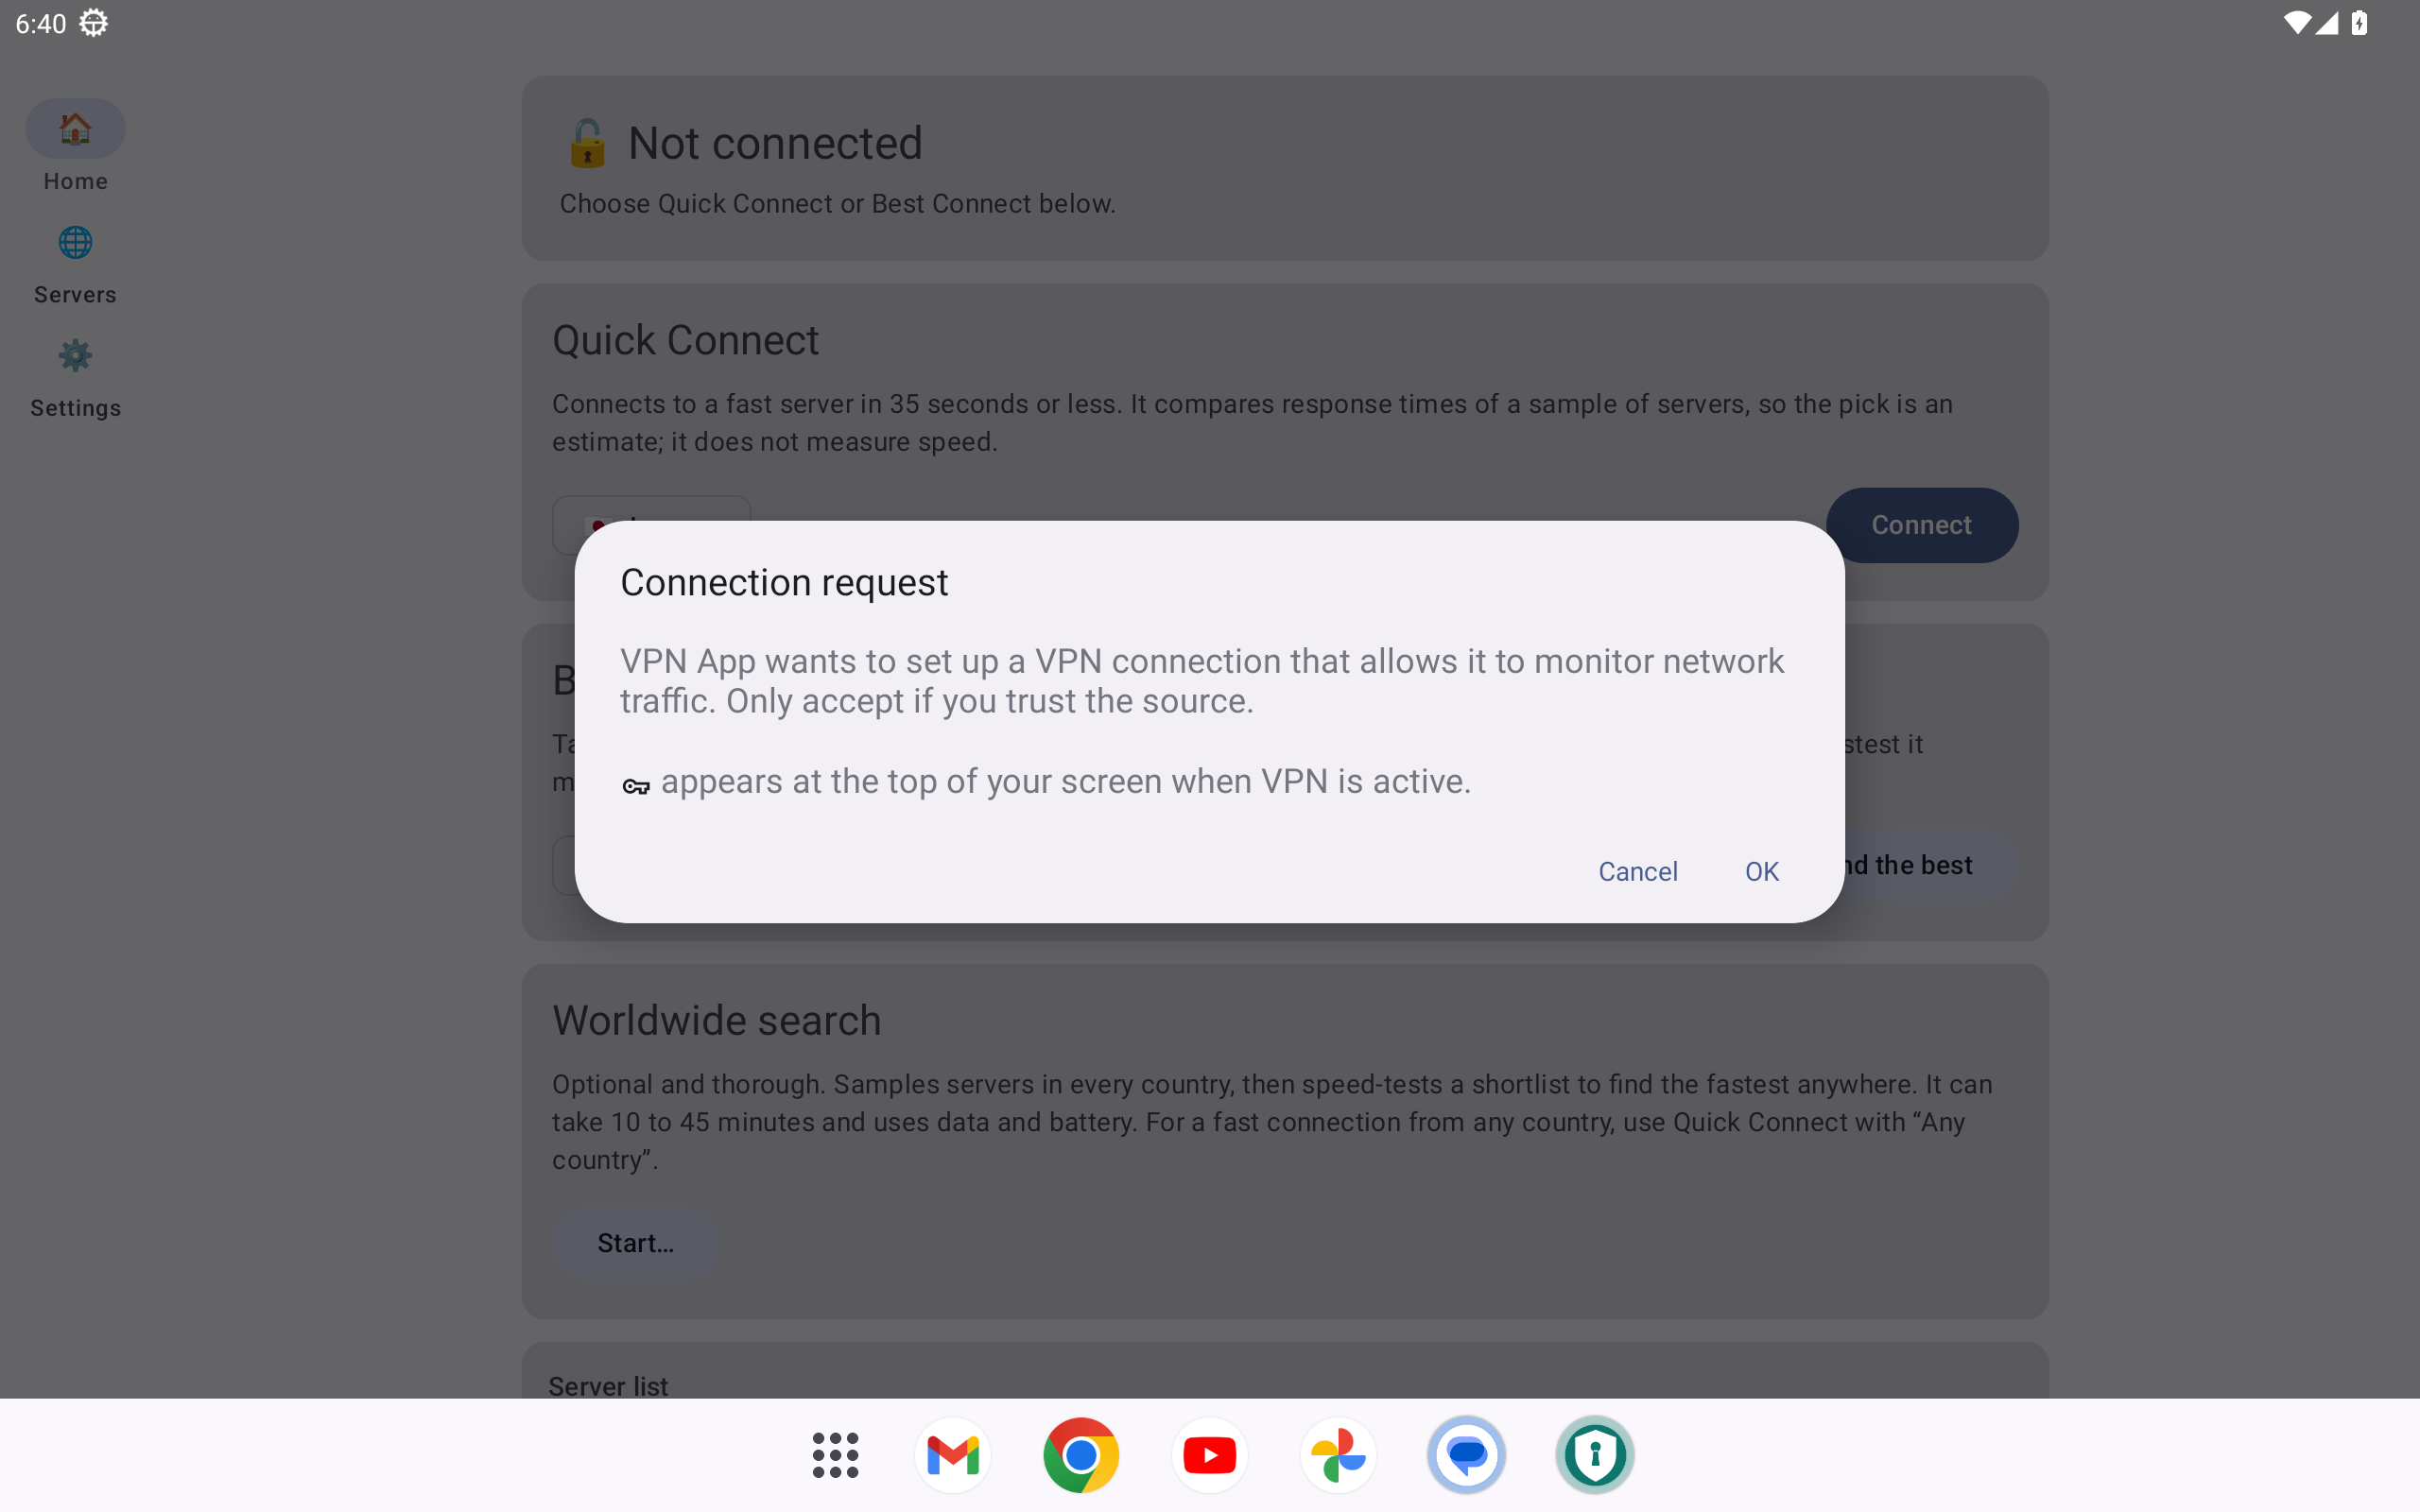 6:40
Home
Servers
Settings
🔓 Not connected
Choose Quick Connect or Best Connect below.
Quick Connect
Connects to a fast server in 35 seconds or less. It compares response times of a sample of servers, so the pick is an
estimate; it does not measure speed.
Connect
Connection request
VPN App wants to set up a VPN connection that allows it to monitor network
traffic. Only accept if you trust the source.
appears at the top of your screen when VPN is active.
Cancel
OK
it
the best
Worldwide search
Optional and thorough. Samples servers in every country, then speed-tests a shortlist to find the fastest anywhere. It can
take 10 to 45 minutes and uses data and battery. For a fast connection from any country, use Quick Connect with “Any
country”.
Start…
Server list